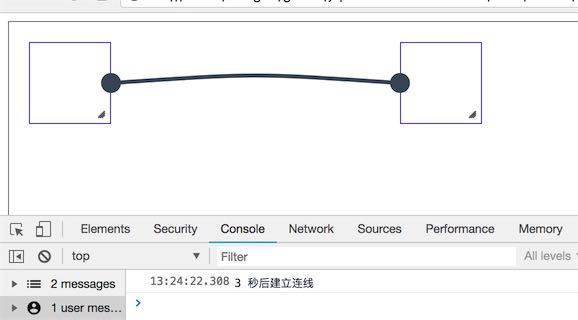 Elements Security Console Network Sources Performance Memory
top Filter All levels
2 messages
13:24:22.308 3 秒后建立连线
1 user mes…